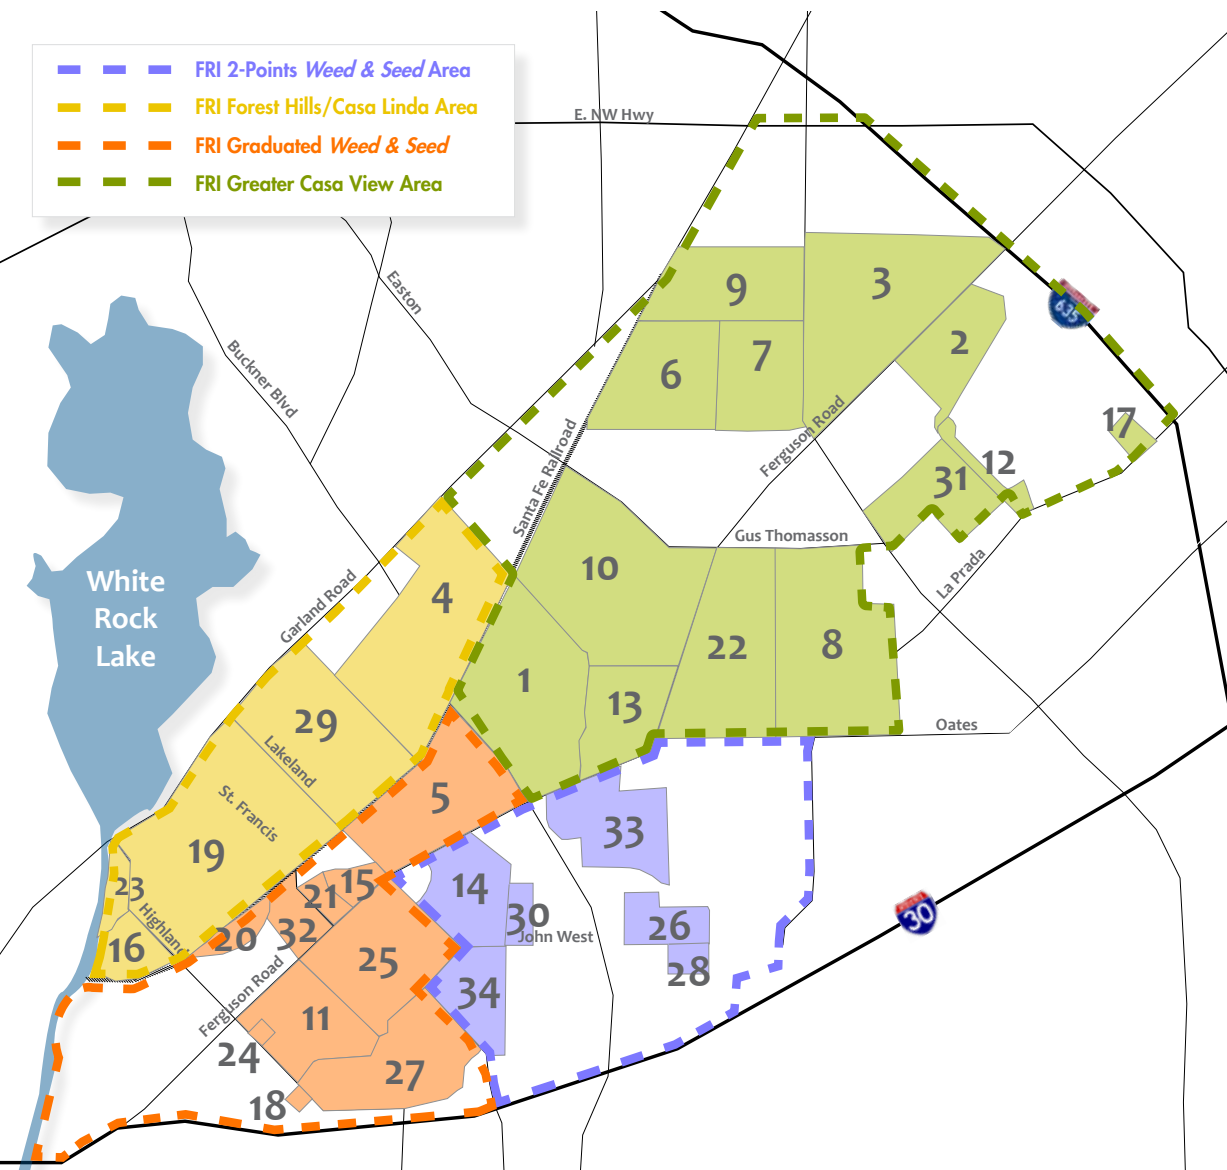 FRI 2-Points Weed & Seed Area
FRI Forest Hills/Casa Linda Area
FRI Graduated Weed & Seed
FRI Greater Casa View Area
E. NW Hwy
9
3
Easton
635
2
Buckner Blvd
6
7
17
Ferguson Road
Santa Fe Railroad
12
31
Gus Thomasson
10
La Prada
White
Rock
Lake
4
Garland Road
22
8
1
13
29
Oates
Lakeland
5
St. Francis
33
19
23
21
15
14
30
30
Highland
16
20
32
26
John West
25
28
34
Ferguson Road
11
24
27
18